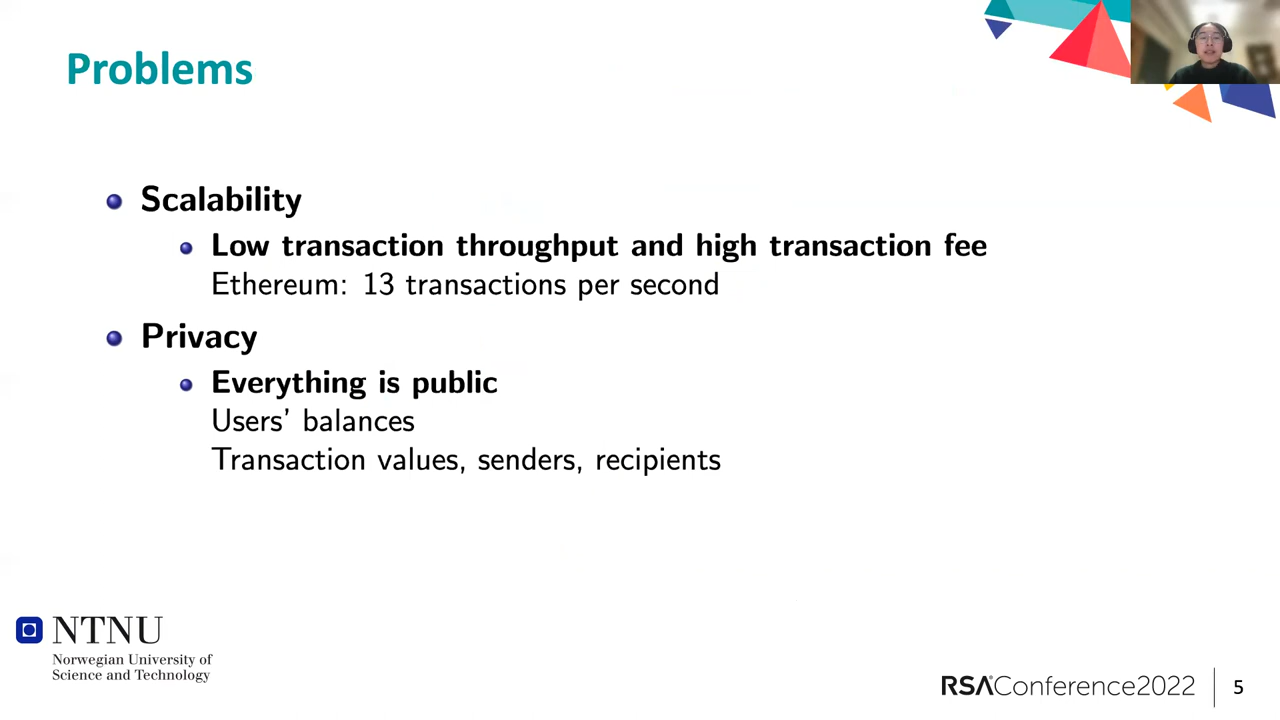 Problems
Scalability
Low transaction throughput and high transaction fee
Ethereum: 13 transactions per second
Privacy
Everything is public
Users’ balances
Transaction values, senders, recipients
NTNU
Norwegian University of
Science and Technology
RSAConference2022
5